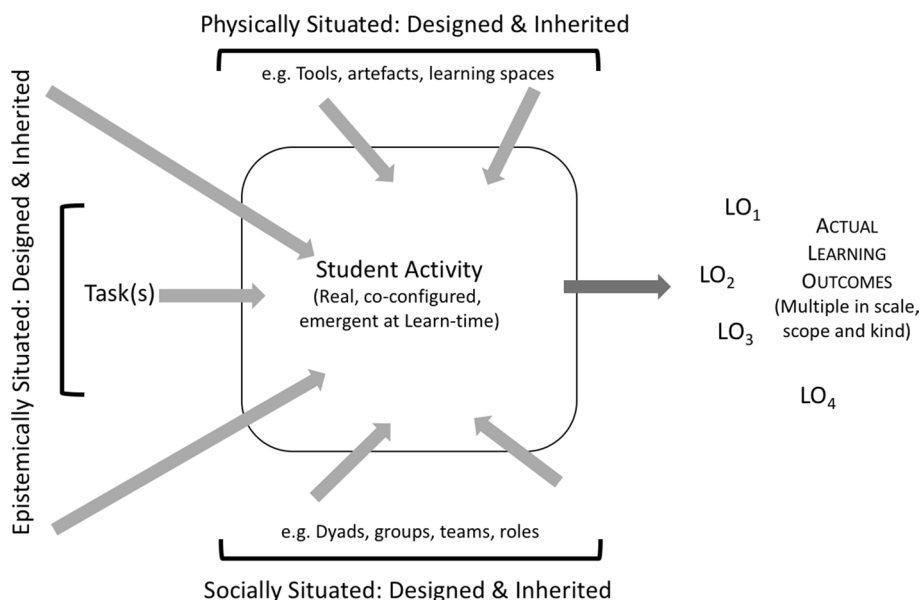 Physically Situated: Designed & Inherited
e.g. Tools, artefacts, learning spaces
Epistemically Situated: Designed & Inherited
Task(s)
Student Activity
(Real, co-configured,
emergent at Learn-time)
LO1
LO2
LO3
LO4
ACTUAL
LEARNING
OUTCOMES
(Multiple in scale,
scope and kind)
e.g. Dyads, groups, teams, roles
Socially Situated: Designed & Inherited